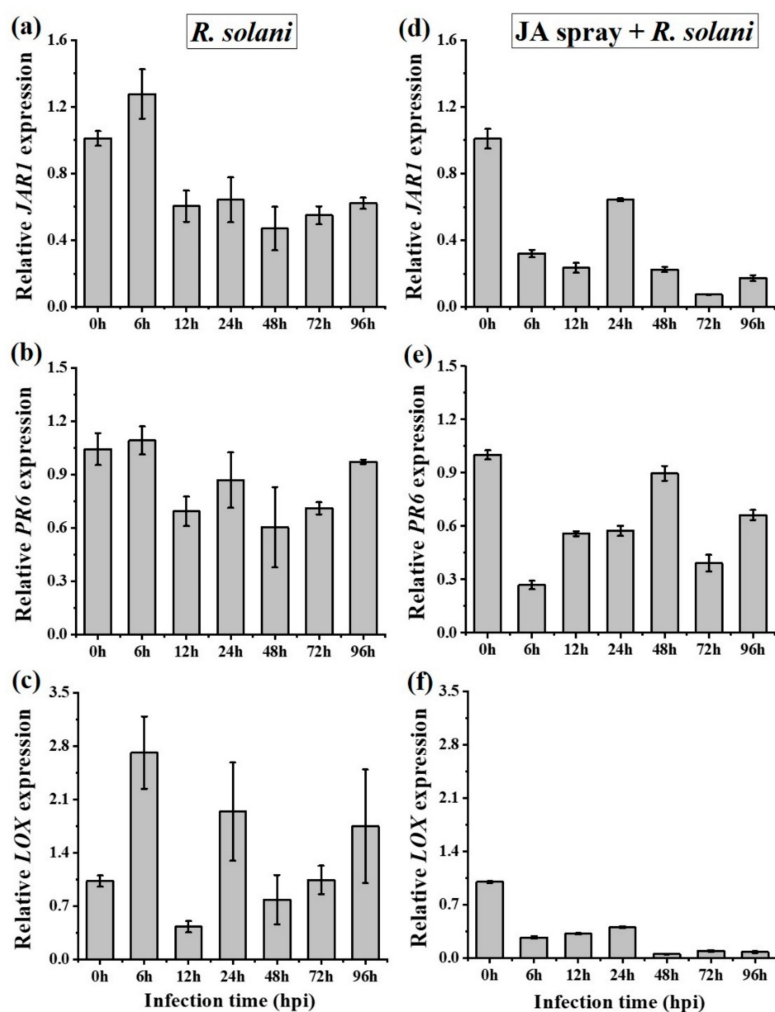 (a)
R. solani
Relative JAR1 expression
1.6
1.2
0.8
0.4
0.0
0h 6h 12h 24h 48h 72h 96h
(d)
JA spray + R. solani
Relative JAR1 expression
1.6
1.2
0.8
0.4
0.0
0h 6h 12h 24h 48h 72h 96h
(b)
Relative PR6 expression
1.5
1.2
0.9
0.6
0.3
0.0
0h 6h 12h 24h 48h 72h 96h
(e)
Relative PR6 expression
1.5
1.2
0.9
0.6
0.3
0.0
0h 6h 12h 24h 48h 72h 96h
(c)
Relative LOX expression
3.5
2.8
2.1
1.4
0.7
0.0
0h 6h 12h 24h 48h 72h 96h
Infection time (hpi)
(f)
Relative LOX expression
3.5
2.8
2.1
1.4
0.7
0.0
0h 6h 12h 24h 48h 72h 96h
Infection time (hpi)